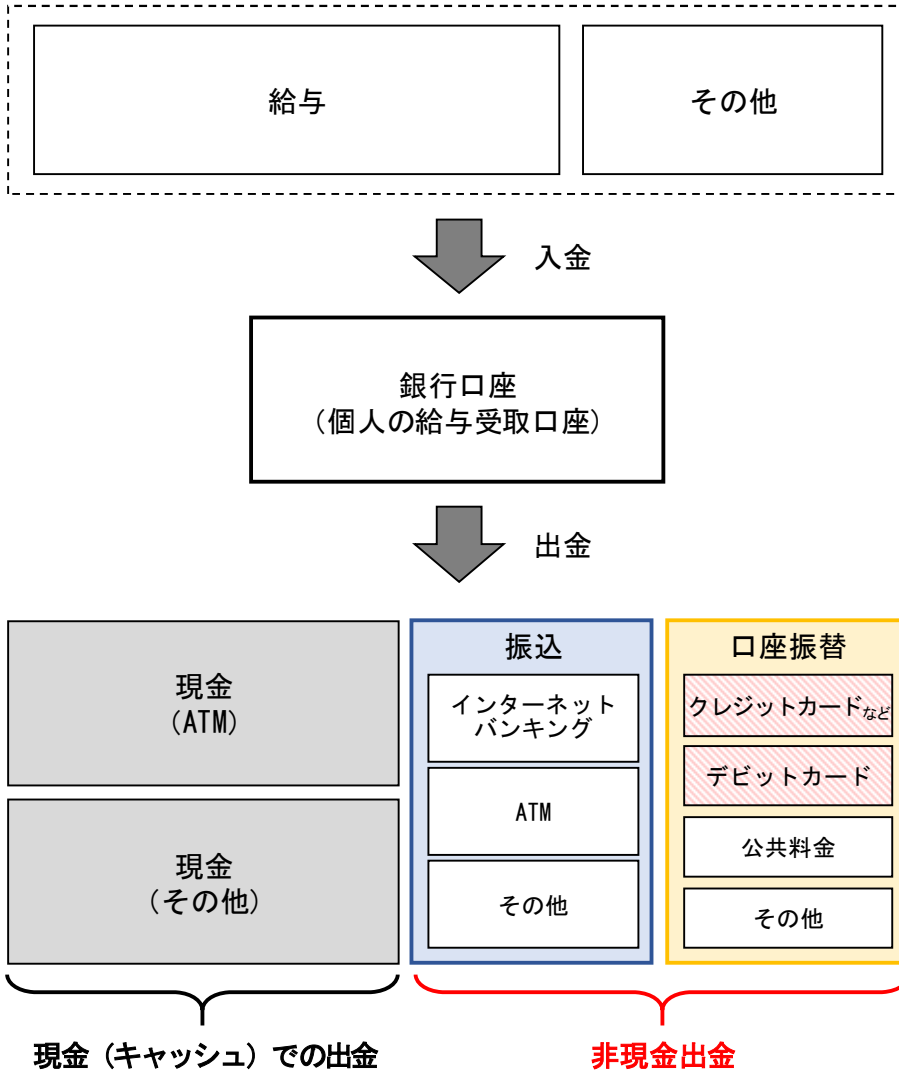 給与
その他
入金
銀行口座
（個人の給与受取口座）
出金
現金
（ATM）
現金
（その他）
振込
インターネット
バンキング
ATM
その他
口座振替
クレジットカードなど
デビットカード
公共料金
その他
現金（キャッシュ）での出金
非現金出金